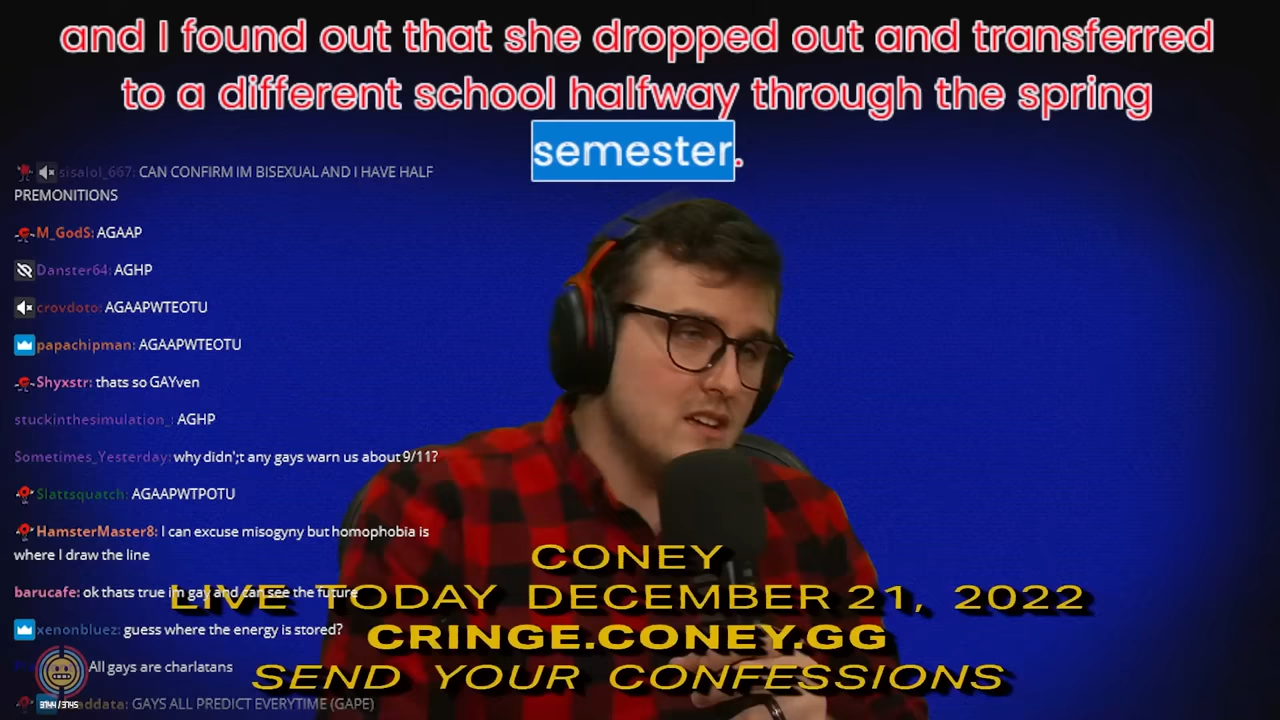 and I found out that she dropped out and transferred
to a different school halfway through the spring
semester.
sisalol_667: CAN CONFIRM IM BISEXUAL AND I HAVE HALF
PREMONITIONS
M_GodS: AGAAP
Danster64: AGHP
crovdoto: AGAAPWTEOTU
papachipman: AGAAPWTEOTU
Shyxstr: thats so GAYven
stuckinthesimulation_: AGHP
Sometimes_Yesterday: why didn';t any gays warn us about 9/11?
Slattsquatch: AGAAPWTPOTU
HamsterMaster8: I can excuse misogyny but homophobia is
where I draw the line
barucafe: ok thats true im gay and can see the future
xenonbluez: guess where the energy is stored?
All gays are charlatans
addata: GAYS ALL PREDICT EVERYTIME (GAPE)
3744 / 3745
CONEY
LIVE TODAY DECEMBER 21, 2022
CRINGE.CONEY.GG
SEND YOUR CONFESSIONS